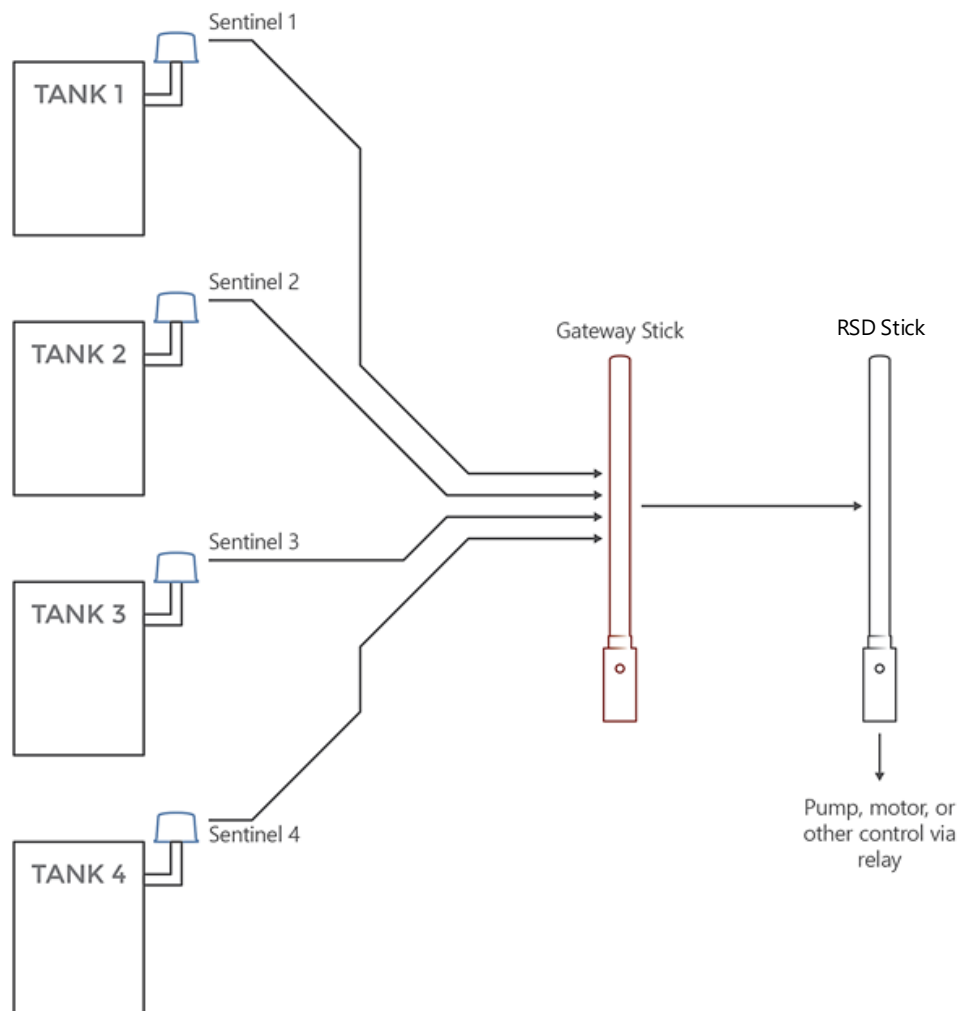 Sentinel 1
TANK 1
Sentinel 2
TANK 2
Gateway Stick
RSD Stick
Sentinel 3
TANK 3
Pump, motor, or
other control via
relay
Sentinel 4
TANK 4